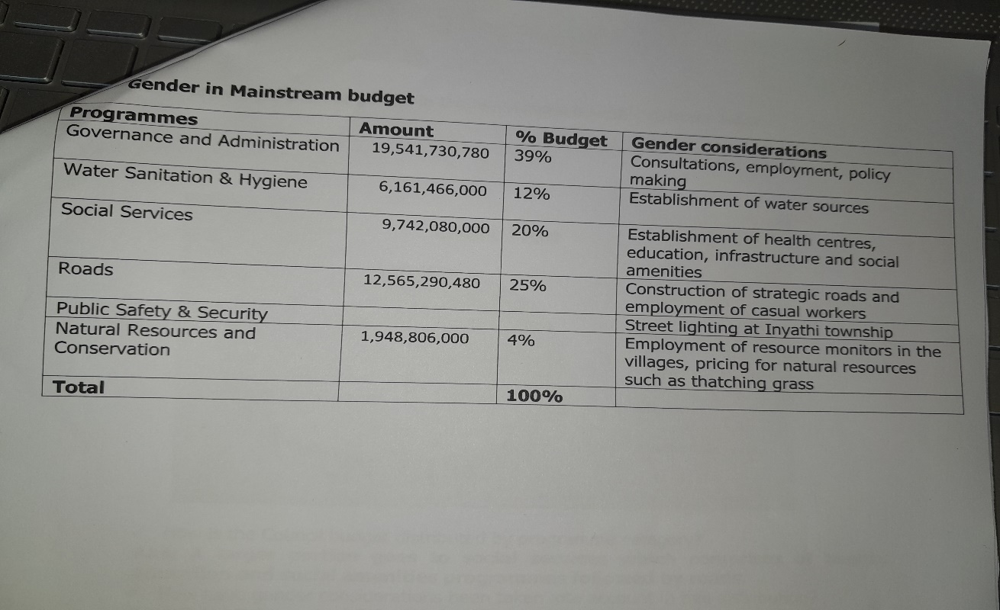 Gender in Mainstream budget
Programmes Amount % Budget Gender considerations
Governance and Administration 19,541,730,780 39% Consultations, employment, policy
making
Water Sanitation & Hygiene 6,161,466,000 12% Establishment of water sources
Social Services 9,742,080,000 20% Establishment of health centres,
education, infrastructure and social
amenities
Roads 12,565,290,480 25% Construction of strategic roads and
employment of casual workers
Public Safety & Security Street lighting at Inyathi township
Natural Resources and 1,948,806,000 4% Employment of resource monitors in the
Conservation villages, pricing for natural resources
such as thatching grass
Total 100%